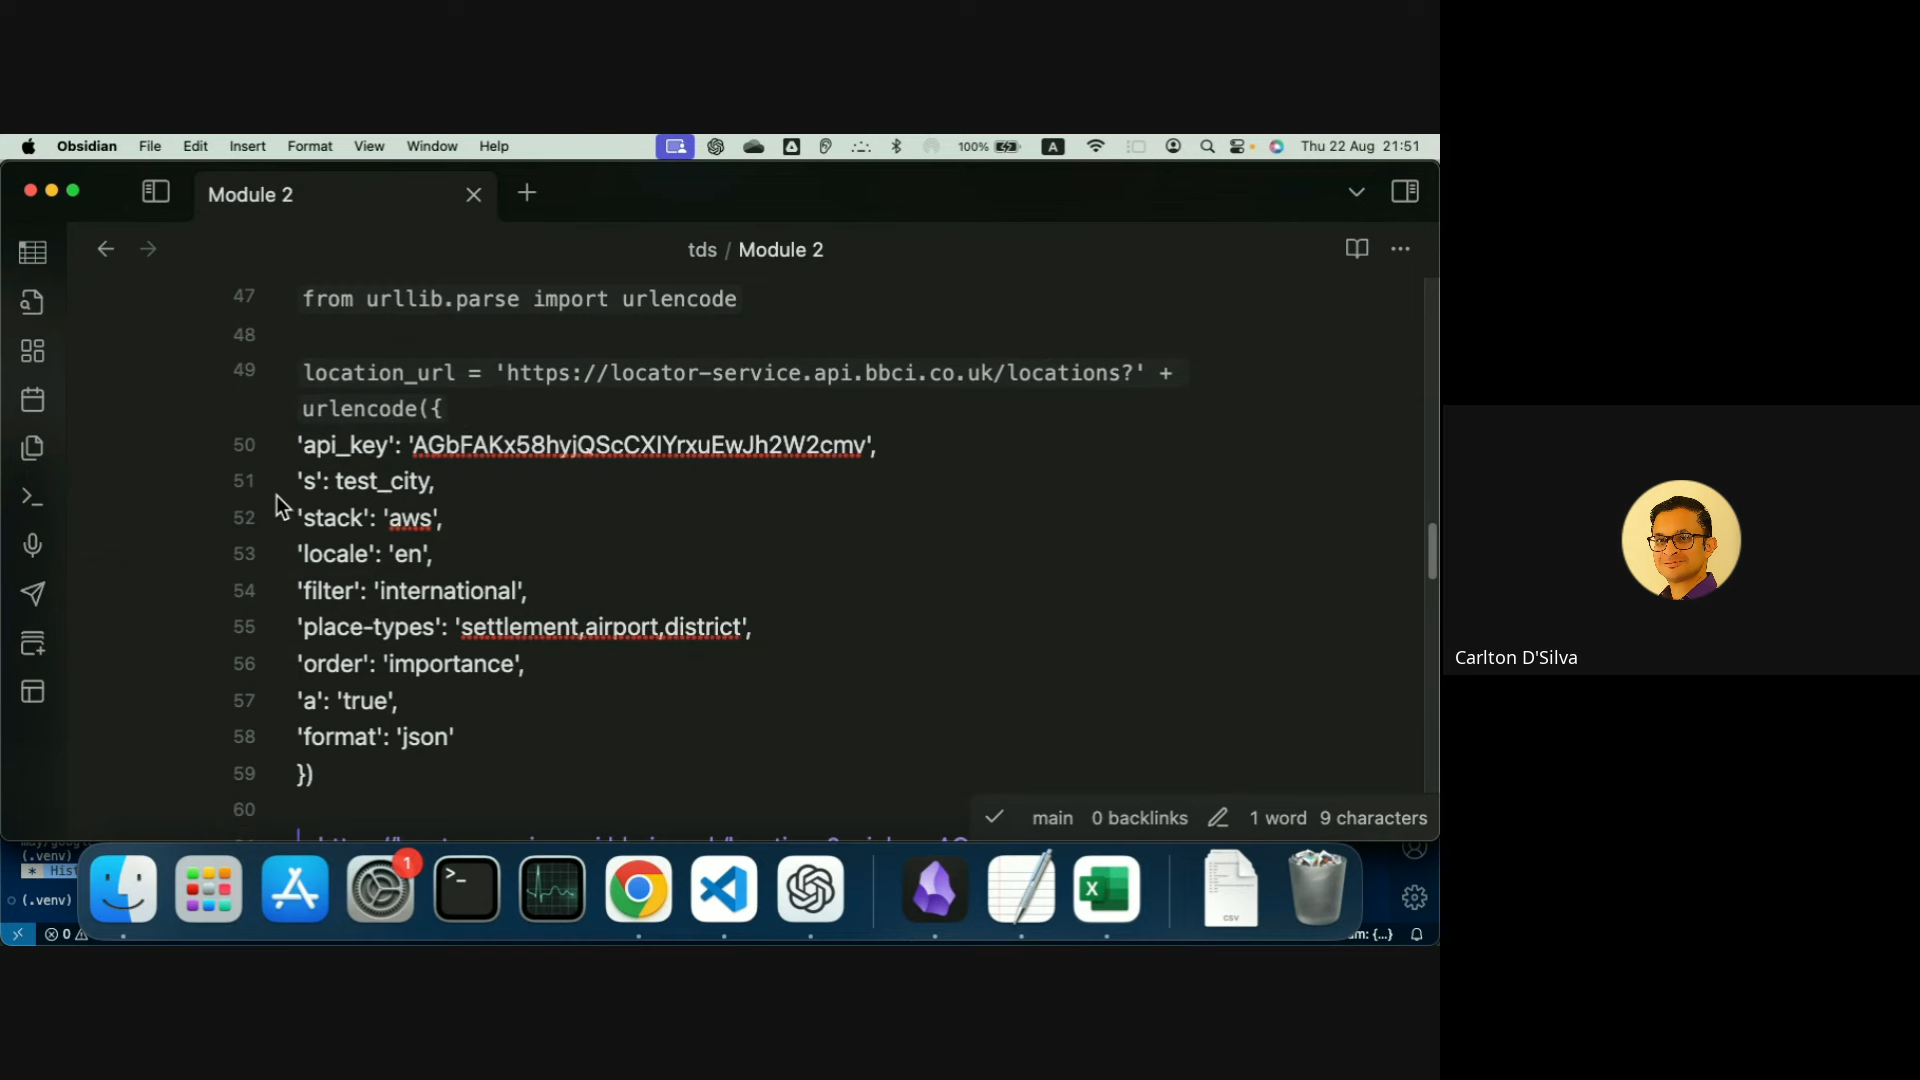 Obsidian File Edit Insert Format View Window Help 100% A Thu 22 Aug 21:51
Module 2
tds / Module 2
47 from urllib.parse import urlencode
48
49 location_url = 'https://locator-service.api.bbci.co.uk/locations?' +
urlencode({
50 'api_key': 'AGbFAKx58hyjQScCXIYrxuEwJh2W2cmv',
51 's': test_city,
52 'stack': 'aws',
53 'locale': 'en',
54 'filter': 'international',
55 'place-types': 'settlement,airport,district',
56 'order': 'importance',
57 'a': 'true',
58 'format': 'json'
59 })
60
main 0 backlinks 1 word 9 characters
Carlton D'Silva
(.venv)
* Hist
1
CSV
(.venv)
0